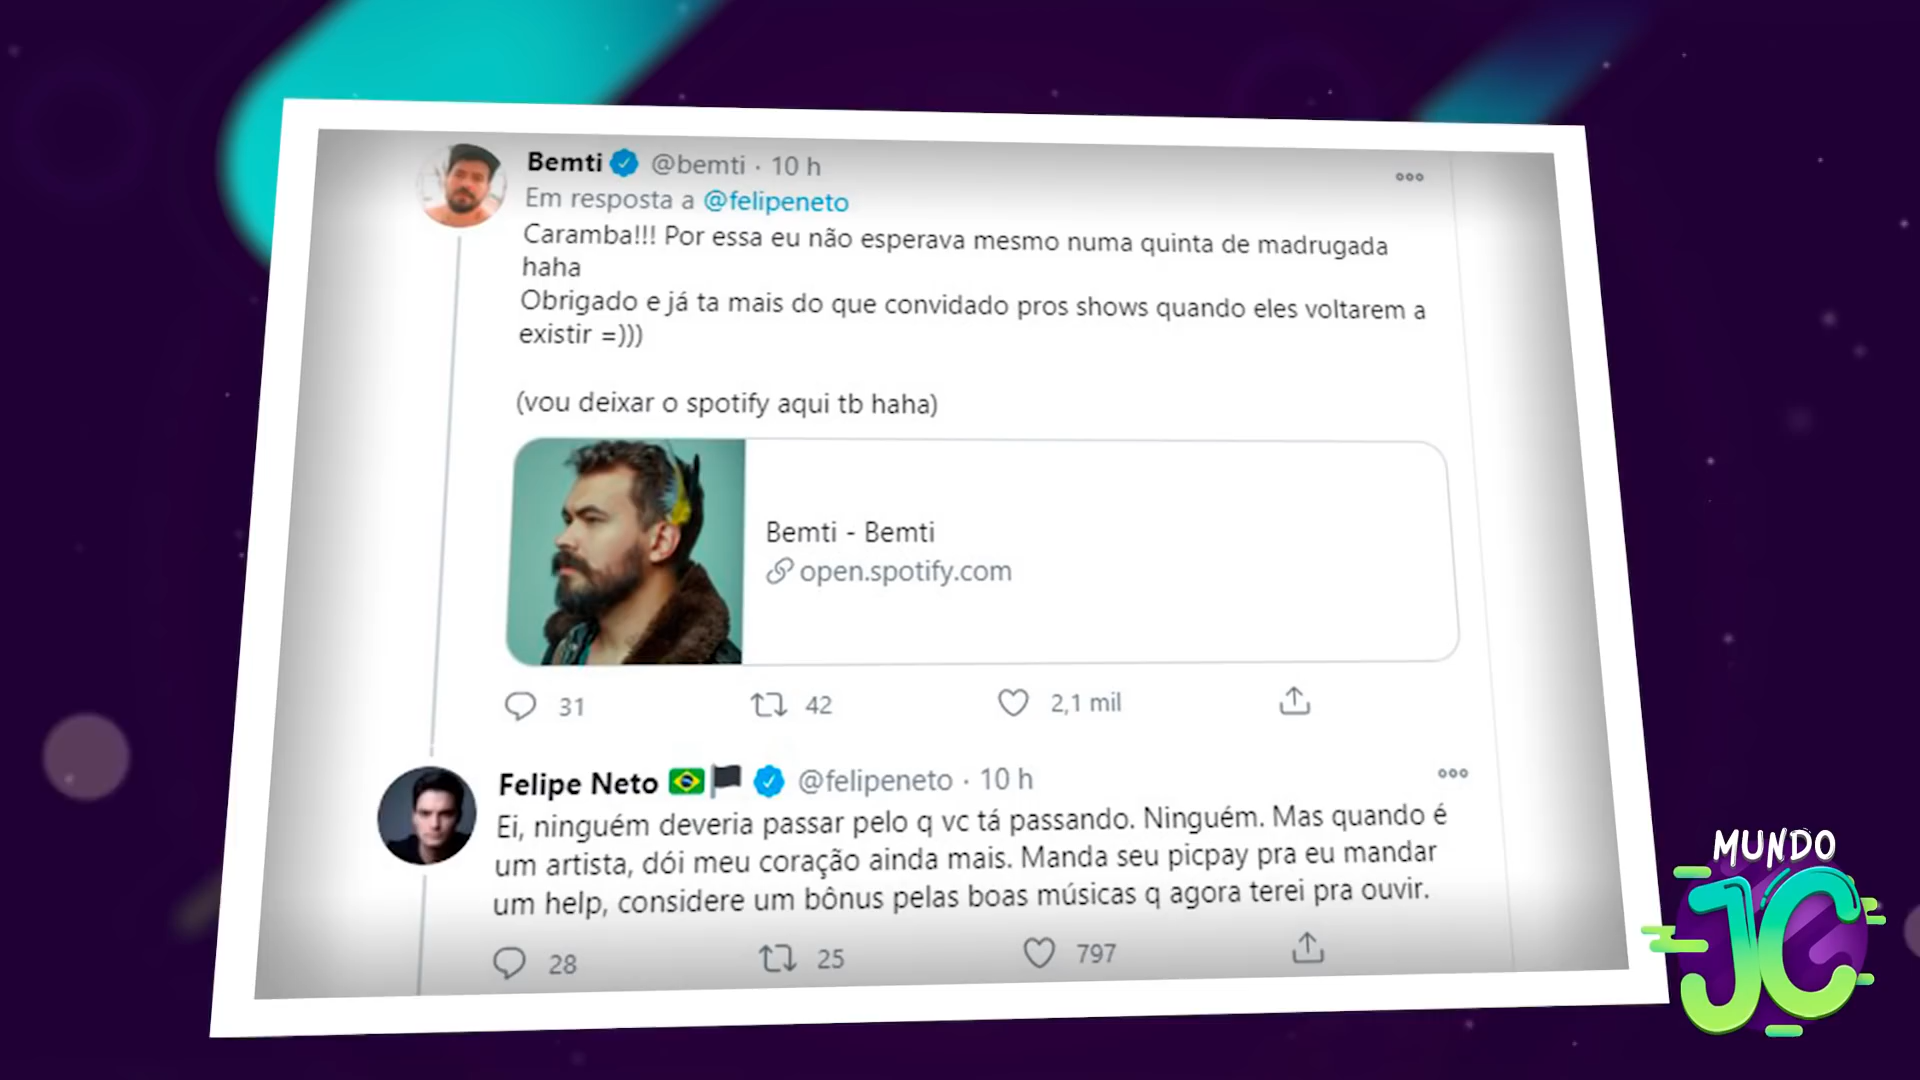 Bemti @bemti · 10 h
Em resposta a @felipeneto
Caramba!!! Por essa eu não esperava mesmo numa quinta de madrugada
haha
Obrigado e já ta mais do que convidado pros shows quando eles voltarem a
existir =)))
(vou deixar o spotify aqui tb haha)
Bemti - Bemti
open.spotify.com
31 42 2,1 mil
Felipe Neto @felipeneto · 10 h
Ei, ninguém deveria passar pelo q vc tá passando. Ninguém. Mas quando é
um artista, dói meu coração ainda mais. Manda seu picpay pra eu mandar
um help, considere um bônus pelas boas músicas q agora terei pra ouvir.
28 25 797
MUNDO
JC